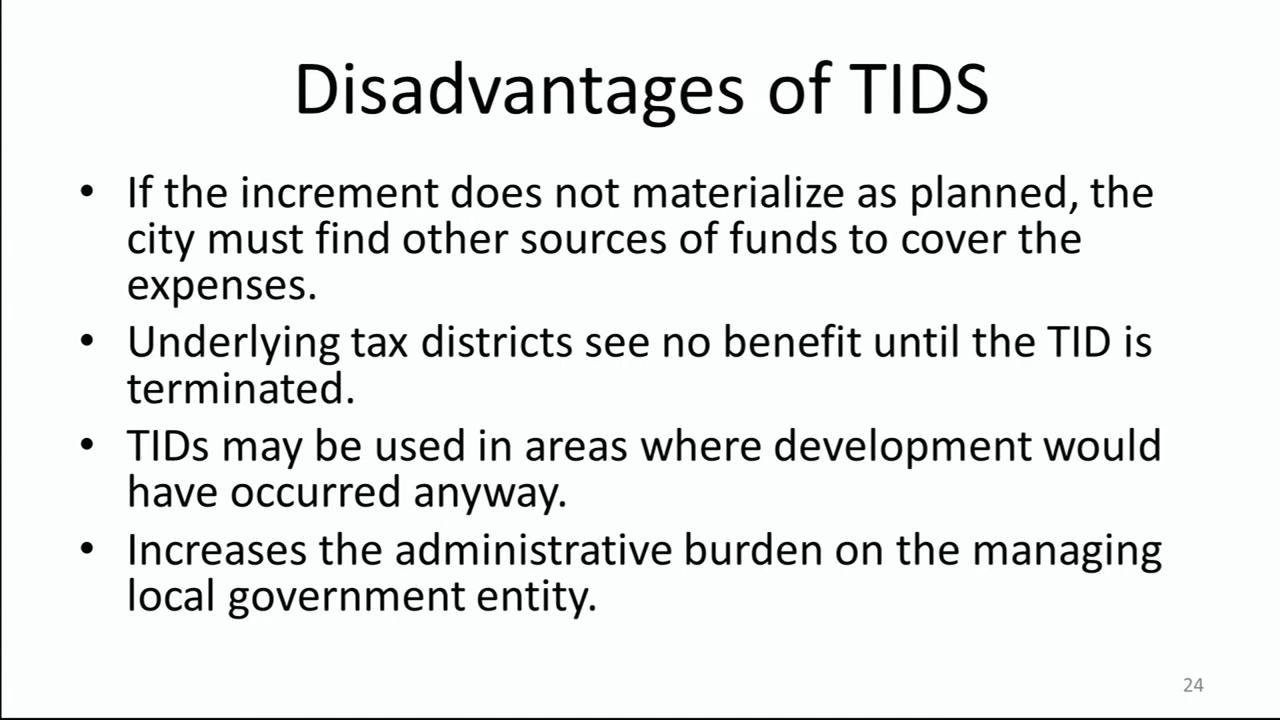 Disadvantages of TIDS
• If the increment does not materialize as planned, the
city must find other sources of funds to cover the
expenses.
• Underlying tax districts see no benefit until the TID is
terminated.
• TIDs may be used in areas where development would
have occurred anyway.
• Increases the administrative burden on the managing
local government entity.
24